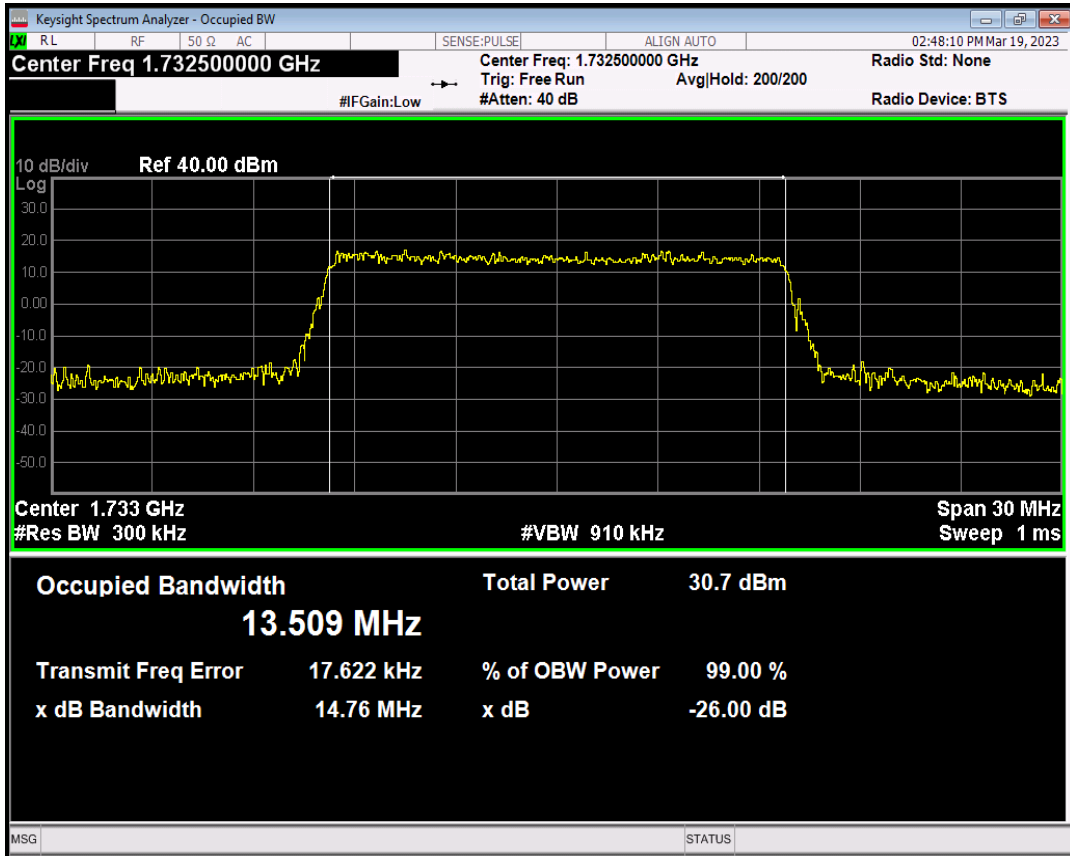 Keysight Spectrum Analyzer - Occupied BW
LXI RL RF 50 Ω AC SENSE:PULSE ALIGN AUTO 02:48:10 PM Mar 19, 2023
Center Freq 1.732500000 GHz Center Freq: 1.732500000 GHz Radio Std: None
Trig: Free Run Avg|Hold: 200/200
#IFGain:Low #Atten: 40 dB Radio Device: BTS
10 dB/div Ref 40.00 dBm
Log
30.0
20.0
10.0
0.00
-10.0
-20.0
-30.0
-40.0
-50.0
Center 1.733 GHz Span 30 MHz
#Res BW 300 kHz #VBW 910 kHz Sweep 1 ms
Occupied Bandwidth Total Power 30.7 dBm
13.509 MHz
Transmit Freq Error 17.622 kHz % of OBW Power 99.00 %
x dB Bandwidth 14.76 MHz x dB -26.00 dB
MSG STATUS